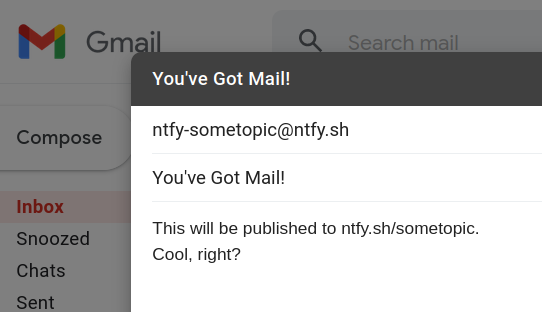 Gmail
Search mail
You've Got Mail!
Compose
ntfy-sometopic@ntfy.sh
You've Got Mail!
Inbox
Snoozed
Chats
Sent
This will be published to ntfy.sh/sometopic.
Cool, right?